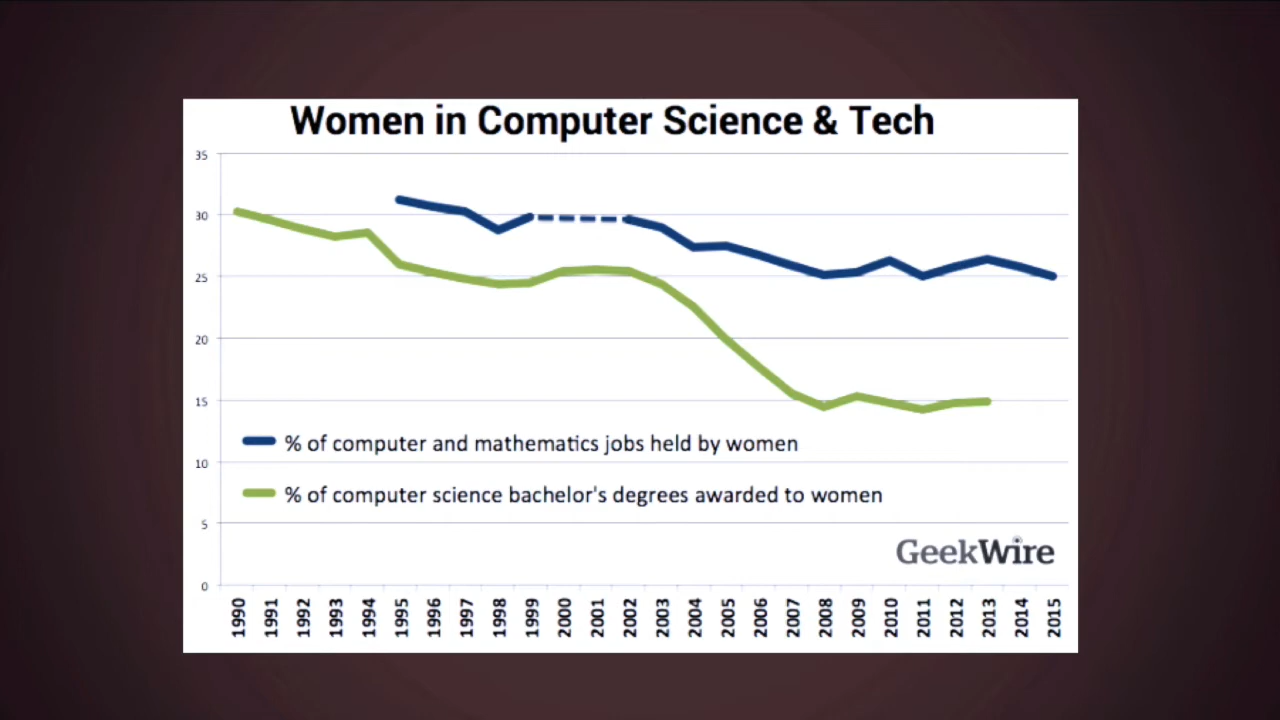 Women in Computer Science & Tech
35
30
25
20
15
10
5
0
% of computer and mathematics jobs held by women
% of computer science bachelor's degrees awarded to women
GeekWire
1990 1991 1992 1993 1994 1995 1996 1997 1998 1999 2000 2001 2002 2003 2004 2005 2006 2007 2008 2009 2010 2011 2012 2013 2014 2015